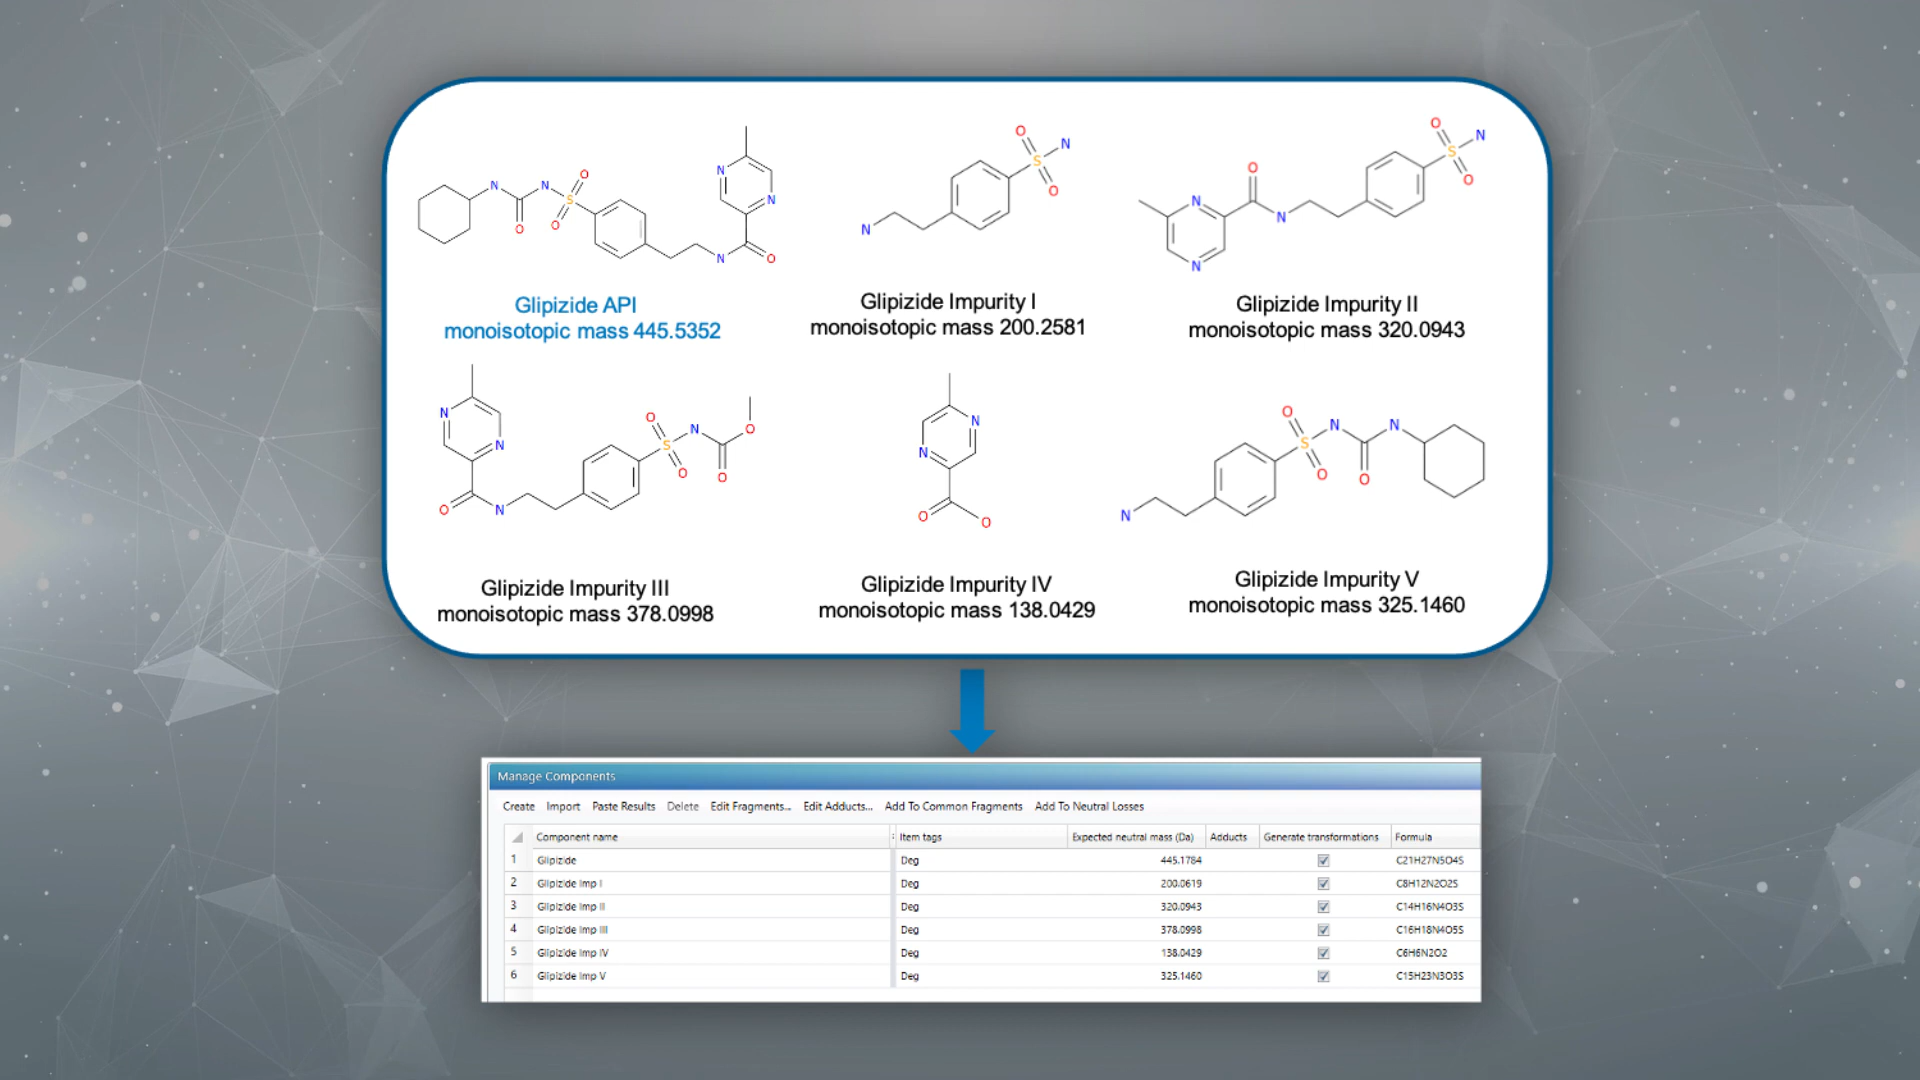 Glipizide API
monoisotopic mass 445.5352
Glipizide Impurity I
monoisotopic mass 200.2581
Glipizide Impurity II
monoisotopic mass 320.0943
Glipizide Impurity III
monoisotopic mass 378.0998
Glipizide Impurity IV
monoisotopic mass 138.0429
Glipizide Impurity V
monoisotopic mass 325.1460
Manage Components
Create Import Paste Results Delete Edit Fragments... Edit Adducts... Add To Common Fragments Add To Neutral Losses
Component name Item tags Expected neutral mass (Da) Adducts Generate transformations Formula
1 Glipizide Deg 445.1784 C21H27N5O4S
2 Glipizide Imp I Deg 200.0619 C8H12N2O2S
3 Glipizide Imp II Deg 320.0943 C14H16N4O3S
4 Glipizide Imp III Deg 378.0998 C16H18N4O5S
5 Glipizide Imp IV Deg 138.0429 C6H6N2O2
6 Glipizide Imp V Deg 325.1460 C15H23N3O3S